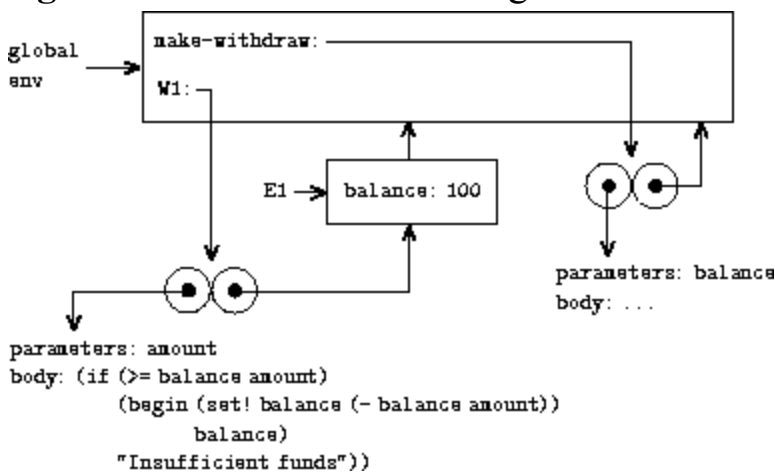 global
env
make-withdraw:
W1:
E1
balance: 100
parameters: balance
body: ...
parameters: amount
body: (if (>= balance amount)
(begin (set! balance (- balance amount))
balance)
"Insufficient funds"))